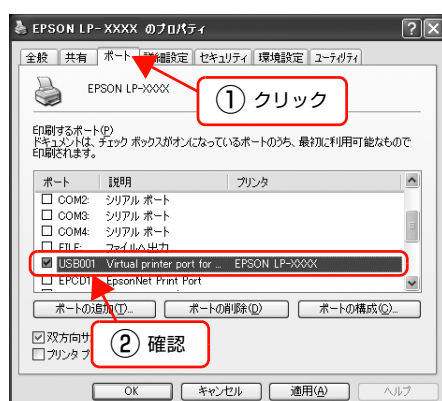 EPSON LP-XXXX のプロパティ
全般 共有 ポート 詳細設定 セキュリティ 環境設定 ユーティリティ
EPSON LP-XXXX
① クリック
印刷するポート(P)
ドキュメントは、チェック ボックスがオンになっているポートのうち、最初に利用可能なもので
印刷されます。
ポート 説明 プリンタ
COM2: シリアル ポート
COM3: シリアル ポート
COM4: シリアル ポート
FILE: ファイルへ出力
USB001 Virtual printer port for ... EPSON LP-XXXX
EPCD1 EpsonNet Print Port
ポートの追加(T)... ポートの削除(D) ポートの構成(C)...
双方向サ
② 確認
プリンタ プ
OK キャンセル 適用(A) ヘルプ